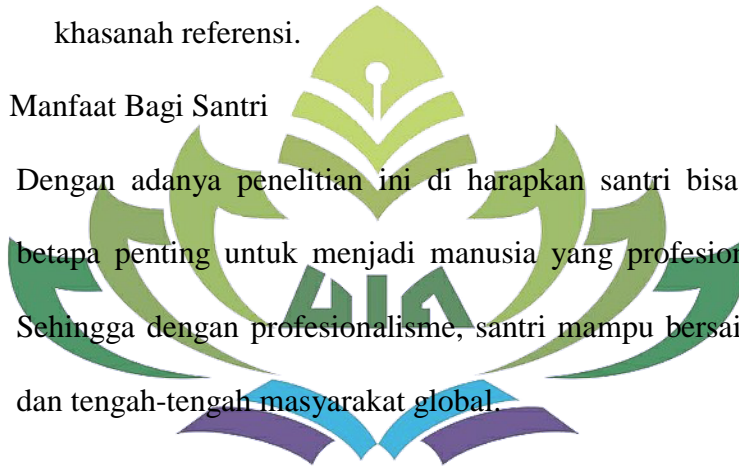 khasanah referensi.
Manfaat Bagi Santri
Dengan adanya penelitian ini di harapkan santri bisa
betapa penting untuk menjadi manusia yang profesion
Sehingga dengan profesionalisme, santri mampu bersai
dan tengah-tengah masyarakat global.
UIN